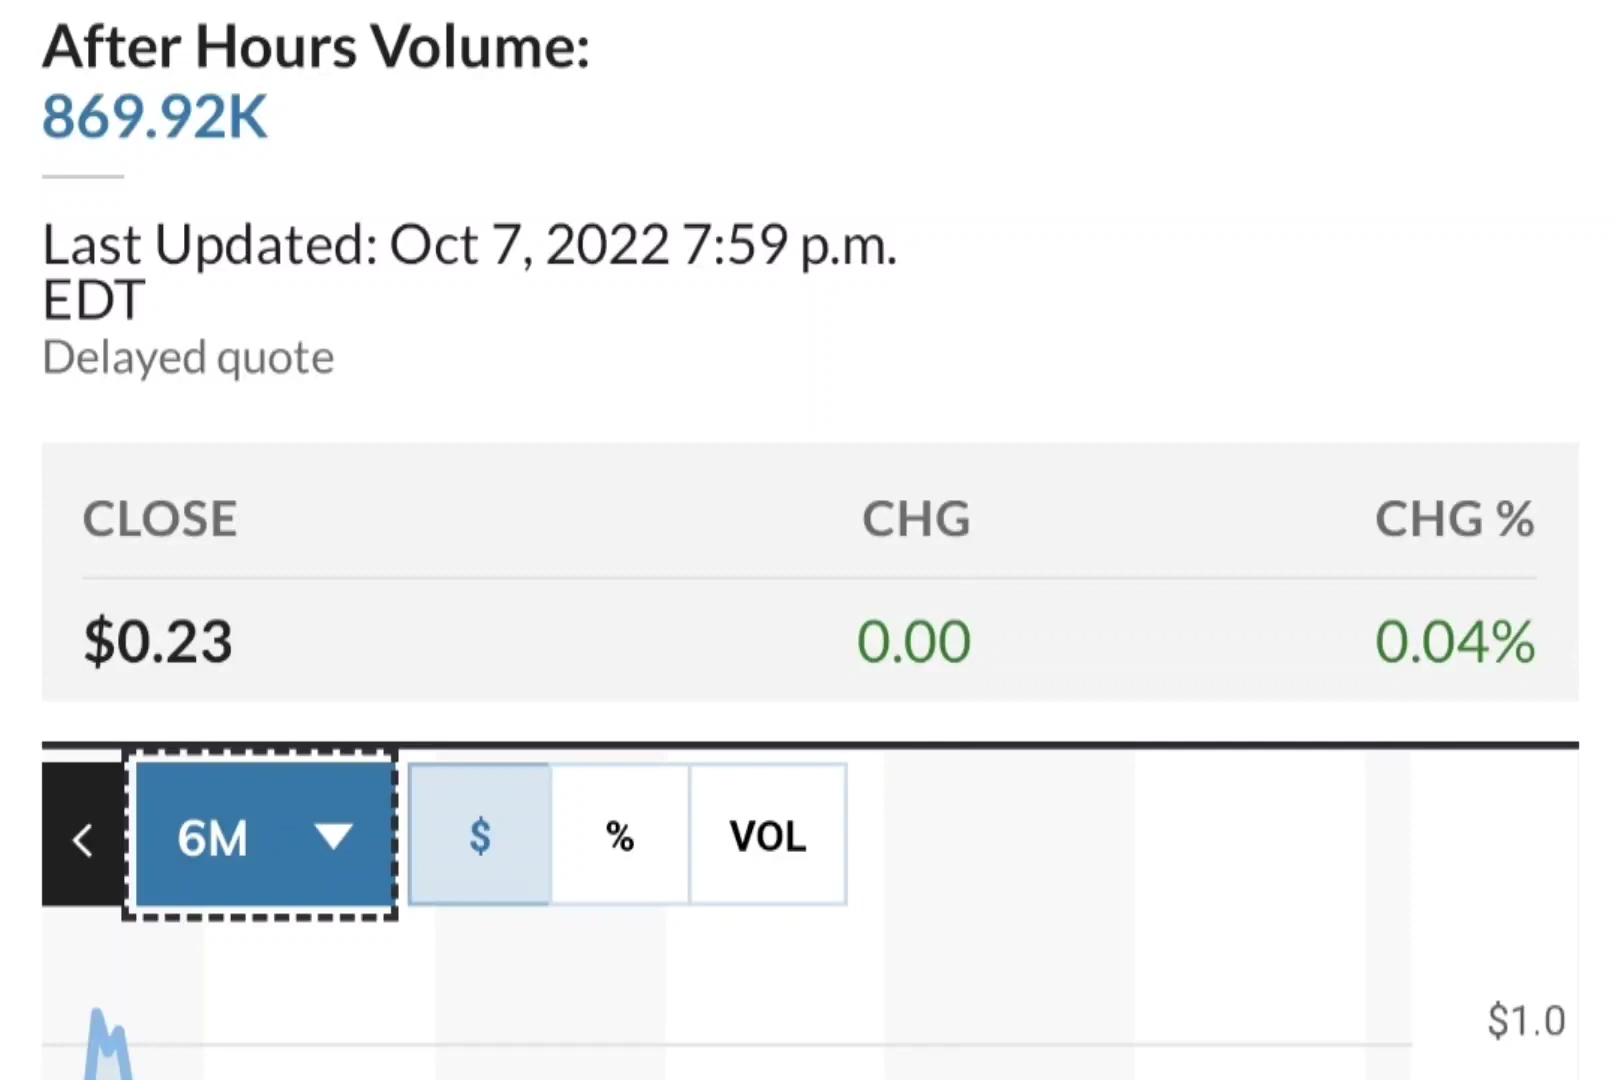 After Hours Volume:
869.92K
Last Updated: Oct 7, 2022 7:59 p.m.
EDT
Delayed quote
CLOSE CHG CHG %
$0.23 0.00 0.04%
6M $ % VOL
$1.0